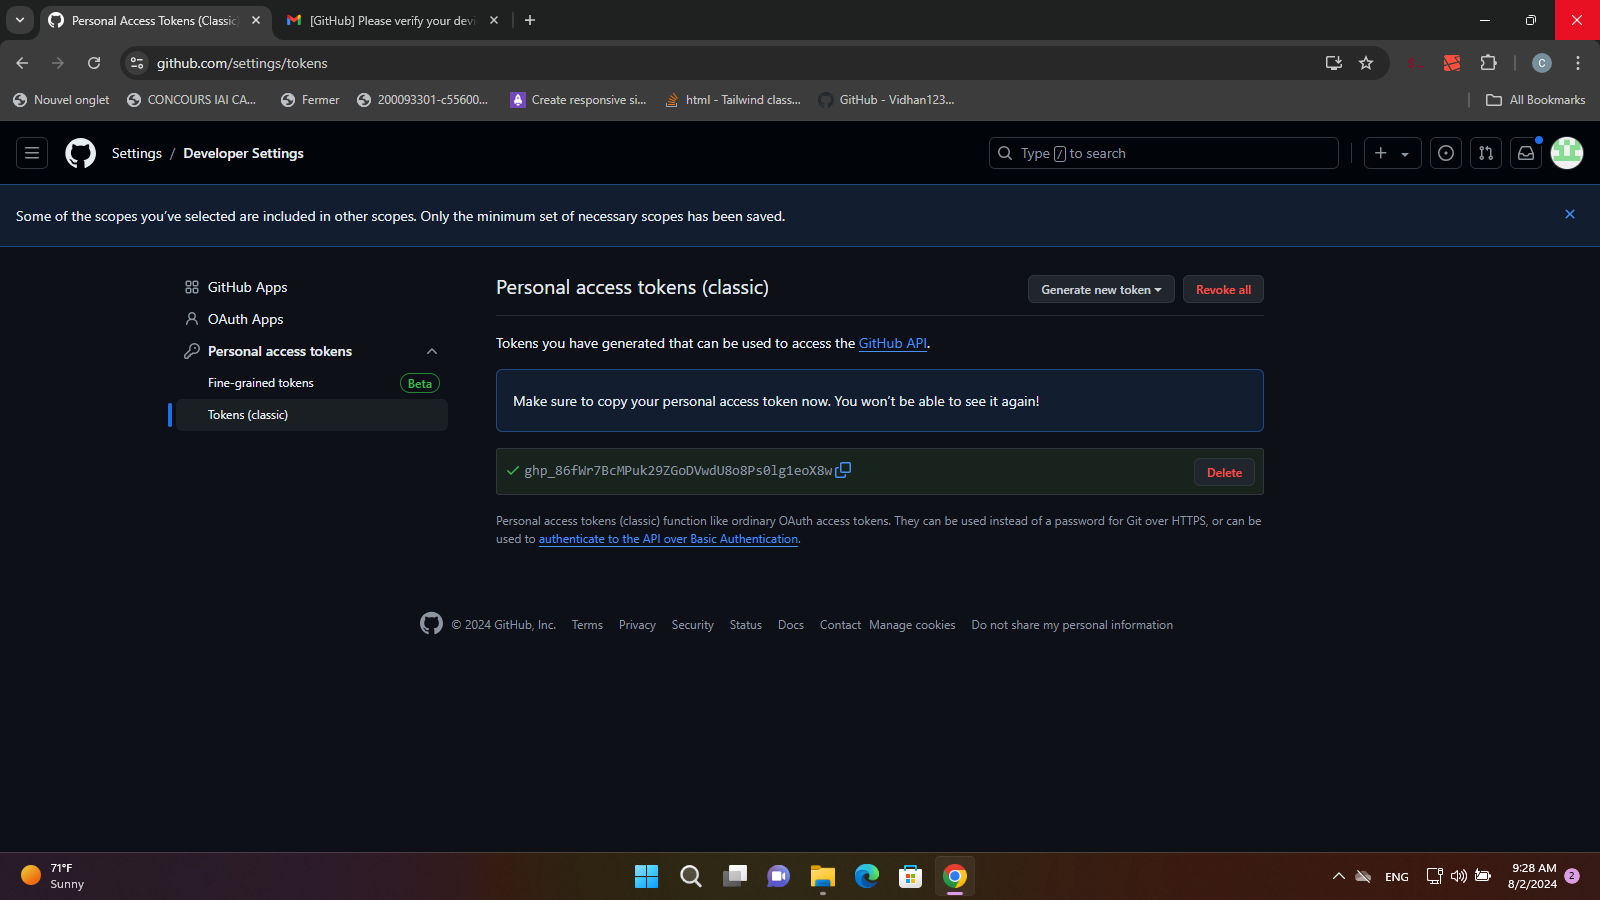 Personal Access Tokens (Classic)
[GitHub] Please verify your devi
github.com/settings/tokens
C
Nouvel onglet
CONCOURS IAI CA...
Fermer
200093301-c55600...
Create responsive si...
html - Tailwind class...
GitHub - Vidhan123...
All Bookmarks
Settings / Developer Settings
Type / to search
Some of the scopes you've selected are included in other scopes. Only the minimum set of necessary scopes has been saved.
GitHub Apps
OAuth Apps
Personal access tokens
Fine-grained tokens Beta
Tokens (classic)
Personal access tokens (classic)
Generate new token
Revoke all
Tokens you have generated that can be used to access the GitHub API.
Make sure to copy your personal access token now. You won't be able to see it again!
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
Delete
Personal access tokens (classic) function like ordinary OAuth access tokens. They can be used instead of a password for Git over HTTPS, or can be
used to authenticate to the API over Basic Authentication.
© 2024 GitHub, Inc. Terms Privacy Security Status Docs Contact Manage cookies Do not share my personal information
71°F
Sunny
ENG
9:28 AM
8/2/2024
2